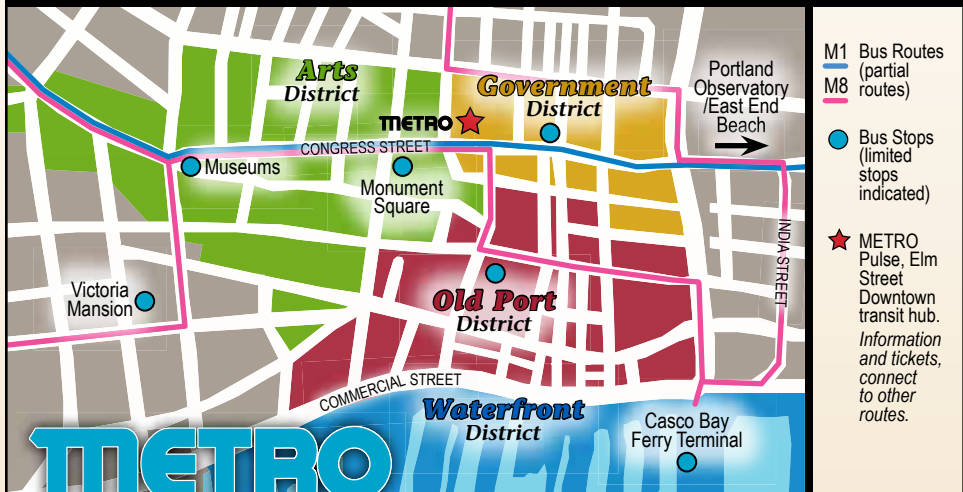 Arts
District
Government
District
METRO
Portland
Observatory
/East End
Beach
CONGRESS STREET
Museums
Monument
Square
INDIA STREET
Victoria
Mansion
Old Port
District
COMMERCIAL STREET
Waterfront
District
Casco Bay
Ferry Terminal
METRO
M1 Bus Routes
(partial
M8 routes)
Bus Stops
(limited
stops
indicated)
METRO
Pulse, Elm
Street
Downtown
transit hub.
Information
and tickets,
connect
to other
routes.